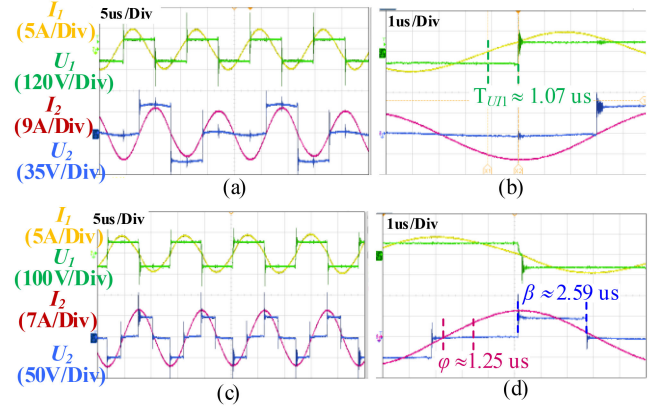 I₁
(5A/Div)
U₁
(120V/Div)
I₂
(9A/Div)
U₂
(35V/Div)
5us/Div
(a)
1us/Div
T_UI1 ≈ 1.07 us
(b)
I₁
(5A/Div)
U₁
(100V/Div)
I₂
(7A/Div)
U₂
(50V/Div)
5us/Div
(c)
1us/Div
β ≈ 2.59 us
φ ≈ 1.25 us
(d)